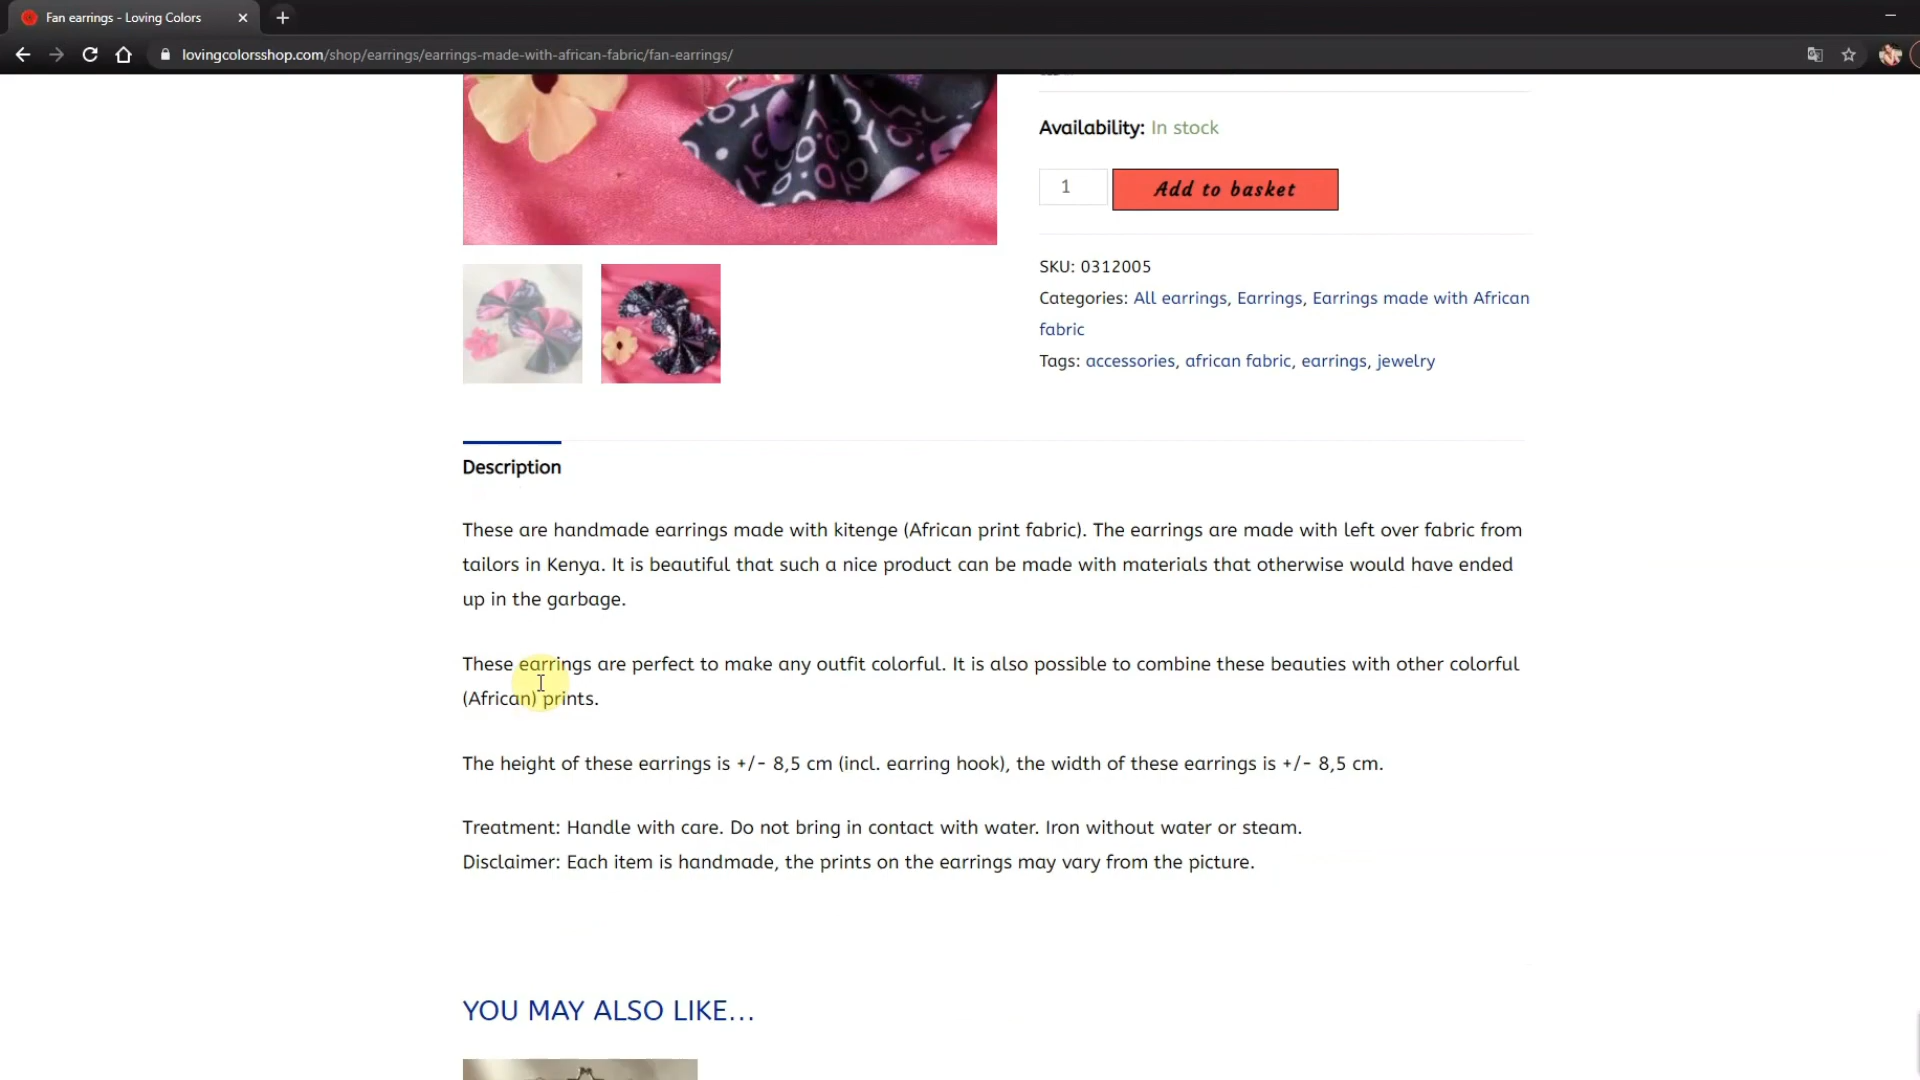 Fan earrings - Loving Colors
lovingcolorsshop.com/shop/earrings/earrings-made-with-african-fabric/fan-earrings/
Availability: In stock
1
Add to basket
SKU: 0312005
Categories: All earrings, Earrings, Earrings made with African
fabric
Tags: accessories, african fabric, earrings, jewelry
Description
These are handmade earrings made with kitenge (African print fabric). The earrings are made with left over fabric from
tailors in Kenya. It is beautiful that such a nice product can be made with materials that otherwise would have ended
up in the garbage.
These earrings are perfect to make any outfit colorful. It is also possible to combine these beauties with other colorful
(African) prints.
The height of these earrings is +/- 8,5 cm (incl. earring hook), the width of these earrings is +/- 8,5 cm.
Treatment: Handle with care. Do not bring in contact with water. Iron without water or steam.
Disclaimer: Each item is handmade, the prints on the earrings may vary from the picture.
YOU MAY ALSO LIKE…